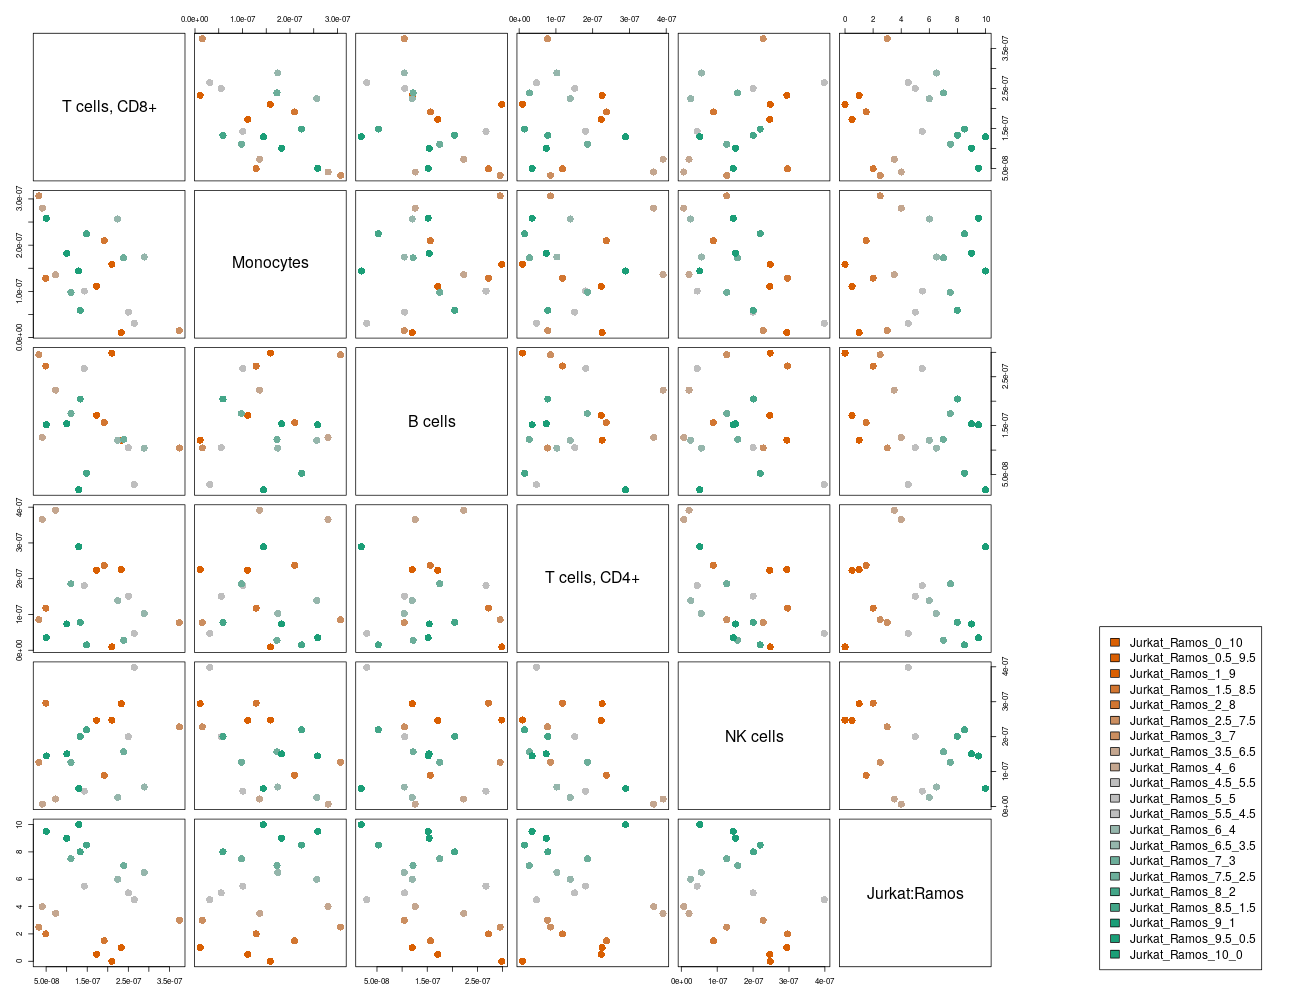 0.0e+00 1.0e-07 2.0e-07 3.0e-07
0e+00 1e-07 2e-07 3e-07 4e-07
0 2 4 6 8 10
T cells, CD8+
5.0e-08 1.5e-07 2.5e-07 3.5e-07
0.0e+00 1.0e-07 2.0e-07 3.0e-07
Monocytes
B cells
5.0e-08 1.5e-07 2.5e-07
0e+00 1e-07 2e-07 3e-07 4e-07
T cells, CD4+
NK cells
0e+00 1e-07 2e-07 3e-07 4e-07
0 2 4 6 8 10
Jurkat:Ramos
5.0e-08 1.5e-07 2.5e-07 3.5e-07
5.0e-08 1.5e-07 2.5e-07
0e+00 1e-07 2e-07 3e-07 4e-07
Jurkat_Ramos_0_10
Jurkat_Ramos_0.5_9.5
Jurkat_Ramos_1_9
Jurkat_Ramos_1.5_8.5
Jurkat_Ramos_2_8
Jurkat_Ramos_2.5_7.5
Jurkat_Ramos_3_7
Jurkat_Ramos_3.5_6.5
Jurkat_Ramos_4_6
Jurkat_Ramos_4.5_5.5
Jurkat_Ramos_5_5
Jurkat_Ramos_5.5_4.5
Jurkat_Ramos_6_4
Jurkat_Ramos_6.5_3.5
Jurkat_Ramos_7_3
Jurkat_Ramos_7.5_2.5
Jurkat_Ramos_8_2
Jurkat_Ramos_8.5_1.5
Jurkat_Ramos_9_1
Jurkat_Ramos_9.5_0.5
Jurkat_Ramos_10_0